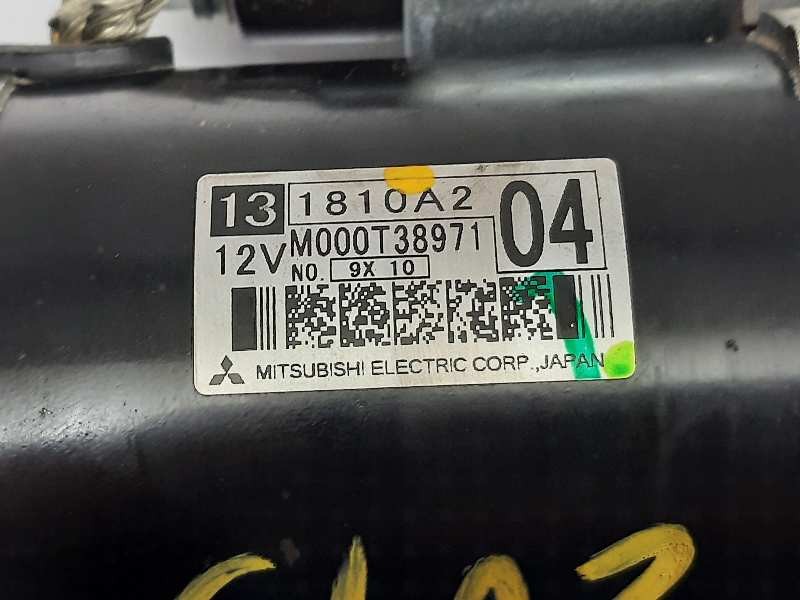 13 1810A2 04
12V M000T38971
NO. 9X 10
MITSUBISHI ELECTRIC CORP., JAPAN